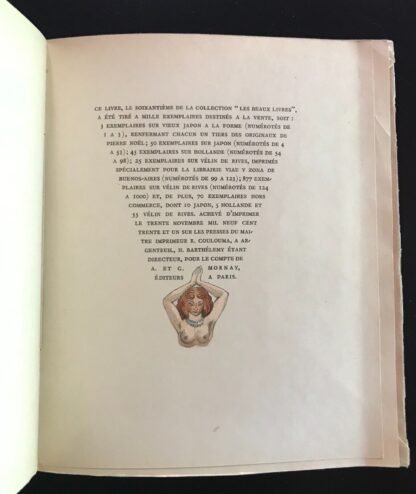 CE LIVRE, LE SOIXANTIÈME DE LA COLLECTION "LES BEAUX LIVRES",
A ÉTÉ TIRÉ A MILLE EXEMPLAIRES DESTINÉS A LA VENTE, SOIT :
3 EXEMPLAIRES SUR VIEUX JAPON A LA FORME (NUMÉROTÉS DE
1 A 3), RENFERMANT CHACUN UN TIERS DES ORIGINAUX DE
PIERRE NOËL; 50 EXEMPLAIRES SUR JAPON (NUMÉROTÉS DE 4
A 53); 45 EXEMPLAIRES SUR HOLLANDE (NUMÉROTÉS DE 54
A 98); 25 EXEMPLAIRES SUR VÉLIN DE RIVES, IMPRIMÉS
SPÉCIALEMENT POUR LA LIBRAIRIE VIAU Y ZONA DE
BUENOS-AIRES (NUMÉROTÉS DE 99 A 123); 877 EXEM-
PLAIRES SUR VÉLIN DE RIVES (NUMÉROTÉS DE 124
A 1000) ET, DE PLUS, 70 EXEMPLAIRES HORS
COMMERCE, DONT 10 JAPON, 5 HOLLANDE ET
55 VÉLIN DE RIVES. ACHEVÉ D'IMPRIMER
LE TRENTE NOVEMBRE MIL NEUF CENT
TRENTE ET UN SUR LES PRESSES DU MAI-
TRE IMPRIMEUR R. COULOUMA, A AR-
GENTEUIL, H. BARTHÉLEMY ÉTANT
DIRECTEUR, POUR LE COMPTE DE
A. ET G. MORNAY,
ÉDITEURS A PARIS.